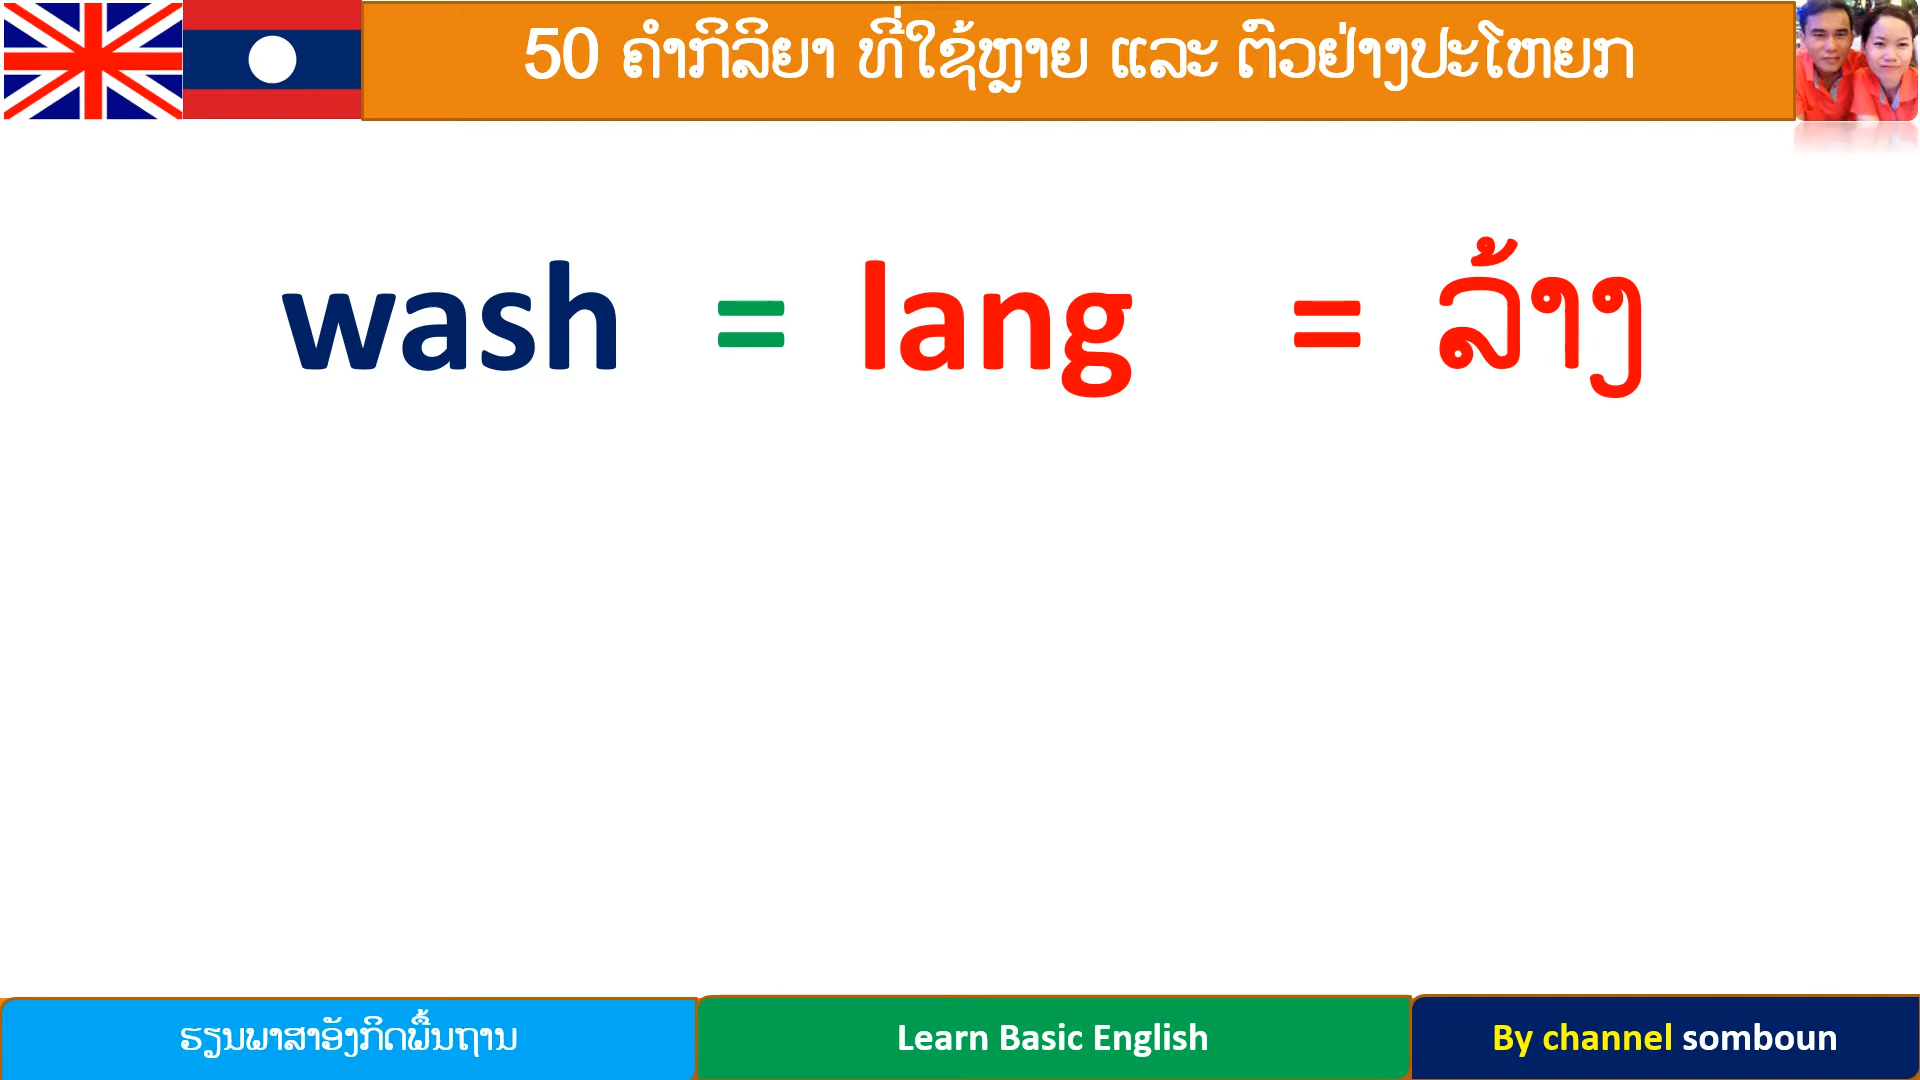 50 ຄຳກິລິຍາ ທີ່ໃຊ້ຫຼາຍ ແລະ ຕົວຢ່າງປະໂຫຍກ
wash = lang = ລ້າງ
ຮຽນພາສາອັງກິດພື້ນຖານ
Learn Basic English
By channel somboun